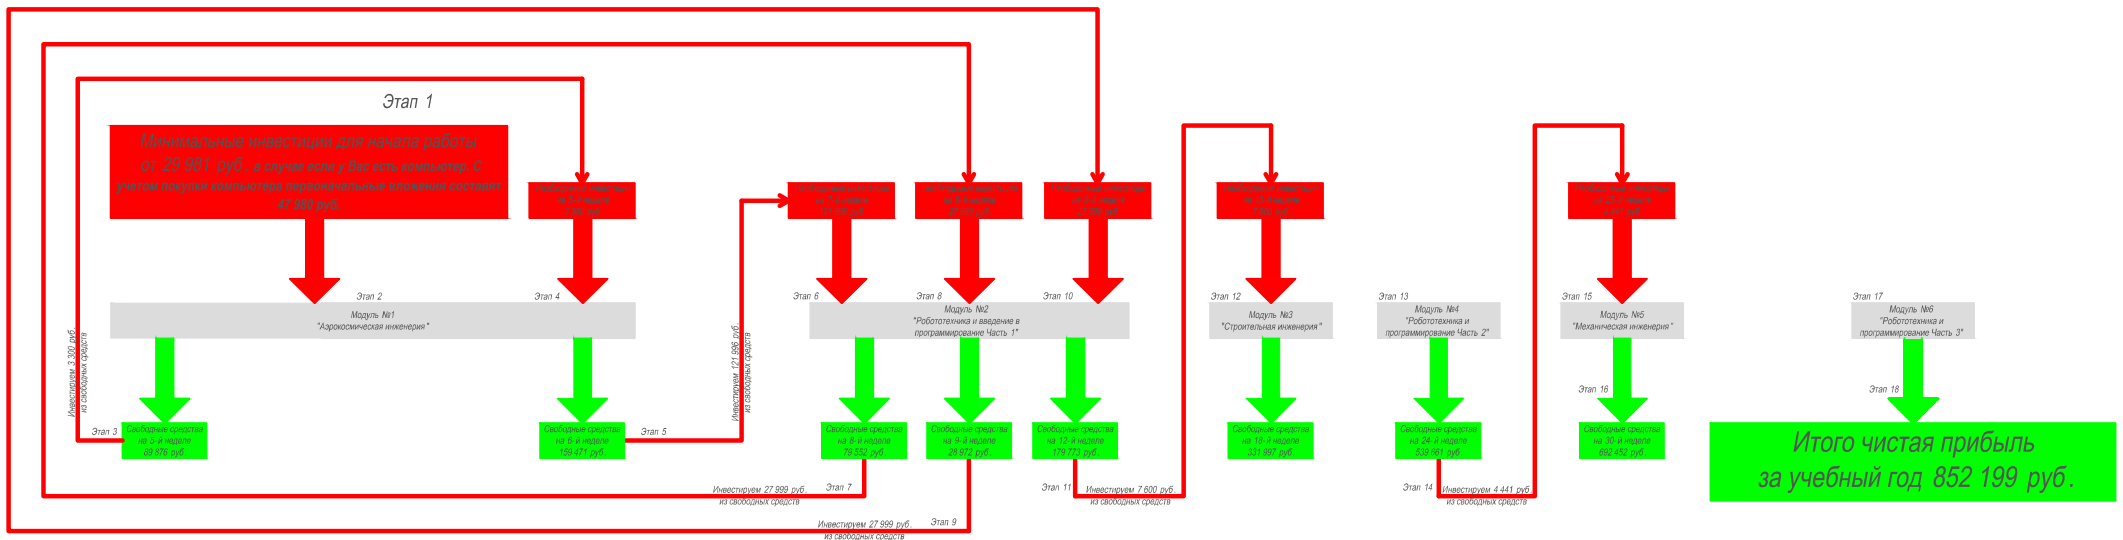 Этап 1
Минимальные инвестиции для начала работы
от 29 981 руб. в случае если у Вас есть компьютер. С
учетом покупки компьютера первоначальные вложения составят
47 980 руб.
Этап 2
Этап 4
Модуль №1
"Аэрокосмическая инженерия"
Инвестируем 3 300 руб.
из свободных средств
Этап 3
Свободные средства
на 5-й неделе
89 876 руб.
Свободные средства
на 6-й неделе
159 471 руб.
Этап 5
Инвестируем 121 996 руб.
из свободных средств
Этап 6
Этап 8
Этап 10
Модуль №2
"Робототехника и введение в
программирование Часть 1"
Свободные средства
на 8-й неделе
79 552 руб.
Свободные средства
на 9-й неделе
28 972 руб.
Свободные средства
на 12-й неделе
179 773 руб.
Инвестируем 27 999 руб.
из свободных средств
Этап 7
Инвестируем 27 999 руб.
из свободных средств
Этап 9
Этап 11
Инвестируем 7 600 руб.
из свободных средств
Этап 12
Модуль №3
"Строительная инженерия"
Свободные средства
на 18-й неделе
331 997 руб.
Этап 13
Модуль №4
"Робототехника и
программирование Часть 2"
Свободные средства
на 24-й неделе
539 661 руб.
Этап 14
Инвестируем 4 441 руб.
из свободных средств
Этап 15
Модуль №5
"Механическая инженерия"
Этап 16
Свободные средства
на 30-й неделе
692 452 руб.
Этап 17
Модуль №6
"Робототехника и
программирование Часть 3"
Этап 18
Итого чистая прибыль
за учебный год 852 199 руб.